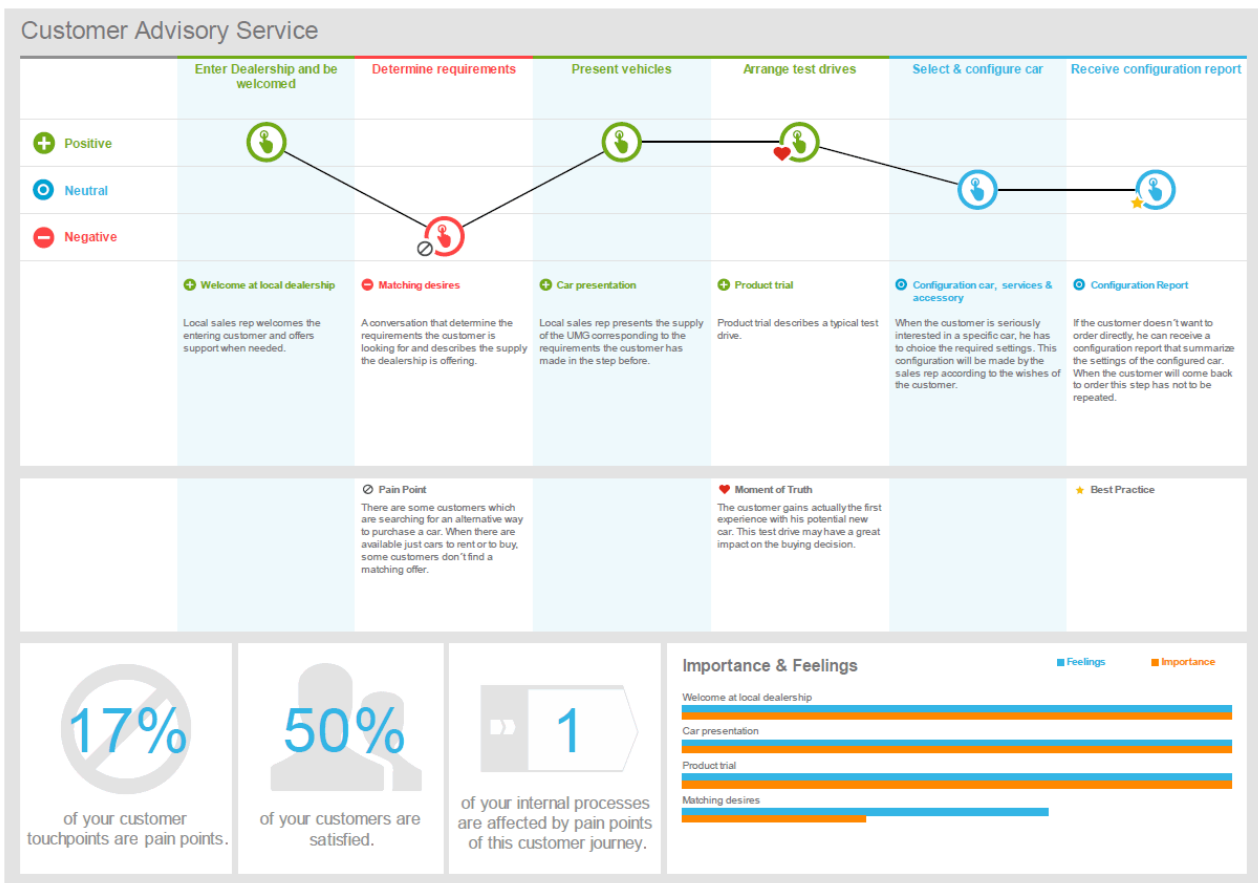 Customer Advisory Service
Enter Dealership and be
welcomed
Determine requirements
Present vehicles
Arrange test drives
Select & configure car
Receive configuration report
Positive
Neutral
Negative
Welcome at local dealership
Local sales rep welcomes the
entering customer and offers
support when needed.
Matching desires
A conversation that determine the
requirements the customer is
looking for and describes the supply
the dealership is offering.
Car presentation
Local sales rep presents the supply
of the UMG corresponding to the
requirements the customer has
made in the step before.
Product trial
Product trial describes a typical test
drive.
Configuration car, services &
accessory
When the customer is seriously
interested in a specific car, he has
to choice the required settings. This
configuration will be made by the
sales rep according to the wishes of
the customer.
Configuration Report
If the customer doesn´t want to
order directly, he can receive a
configuration report that summarize
the settings of the configured car.
When the customer will come back
to order this step has not to be
repeated.
Pain Point
There are some customers which
are searching for an alternative way
to purchase a car. When there are
available just cars to rent or to buy,
some customers don´t find a
matching offer.
Moment of Truth
The customer gains actually the first
experience with his potential new
car. This test drive may have a great
impact on the buying decision.
Best Practice
17%
of your customer
touchpoints are pain points.
50%
of your customers are
satisfied.
1
of your internal processes
are affected by pain points
of this customer journey.
Importance & Feelings
Feelings
Importance
Welcome at local dealership
Car presentation
Product trial
Matching desires